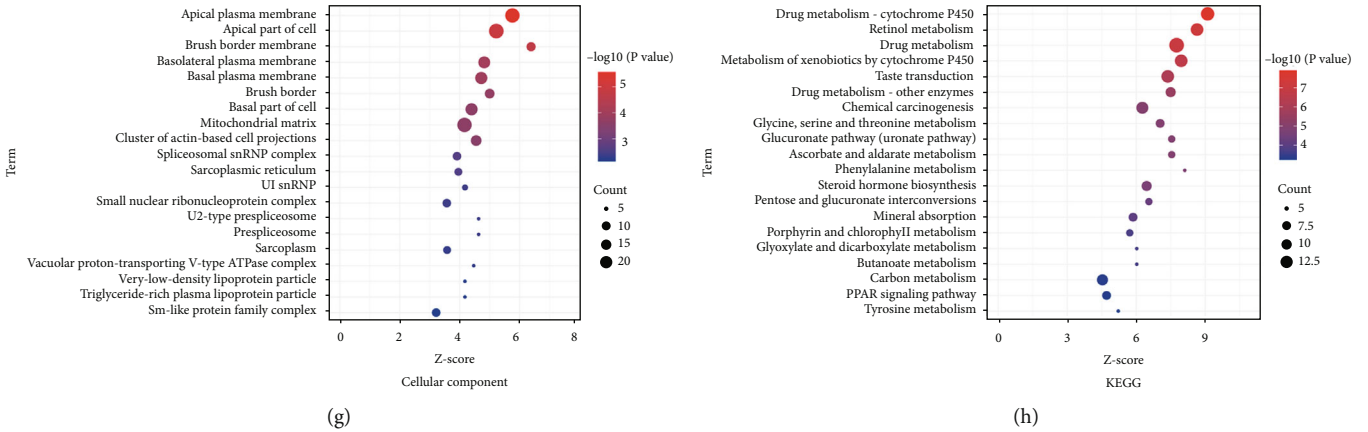 Apical plasma membrane
Apical part of cell
Brush border membrane
Basolateral plasma membrane
Basal plasma membrane
Brush border
Basal part of cell
Mitochondrial matrix
Cluster of actin-based cell projections
Spliceosomal snRNP complex
Sarcoplasmic reticulum
UI snRNP
Small nuclear ribonucleoprotein complex
U2-type prespliceosome
Prespliceosome
Sarcoplasm
Vacuolar proton-transporting V-type ATPase complex
Very-low-density lipoprotein particle
Triglyceride-rich plasma lipoprotein particle
Sm-like protein family complex
Term
0 2 4 6 8
Z-score
Cellular component
–log10 (P value)
5
4
3
Count
5
10
15
20
(g)
Drug metabolism - cytochrome P450
Retinol metabolism
Drug metabolism
Metabolism of xenobiotics by cytochrome P450
Taste transduction
Drug metabolism - other enzymes
Chemical carcinogenesis
Glycine, serine and threonine metabolism
Glucuronate pathway (uronate pathway)
Ascorbate and aldarate metabolism
Phenylalanine metabolism
Steroid hormone biosynthesis
Pentose and glucuronate interconversions
Mineral absorption
Porphyrin and chlorophyII metabolism
Glyoxylate and dicarboxylate metabolism
Butanoate metabolism
Carbon metabolism
PPAR signaling pathway
Tyrosine metabolism
Term
0 3 6 9
Z-score
KEGG
–log10 (P value)
7
6
5
4
Count
5
7.5
10
12.5
(h)